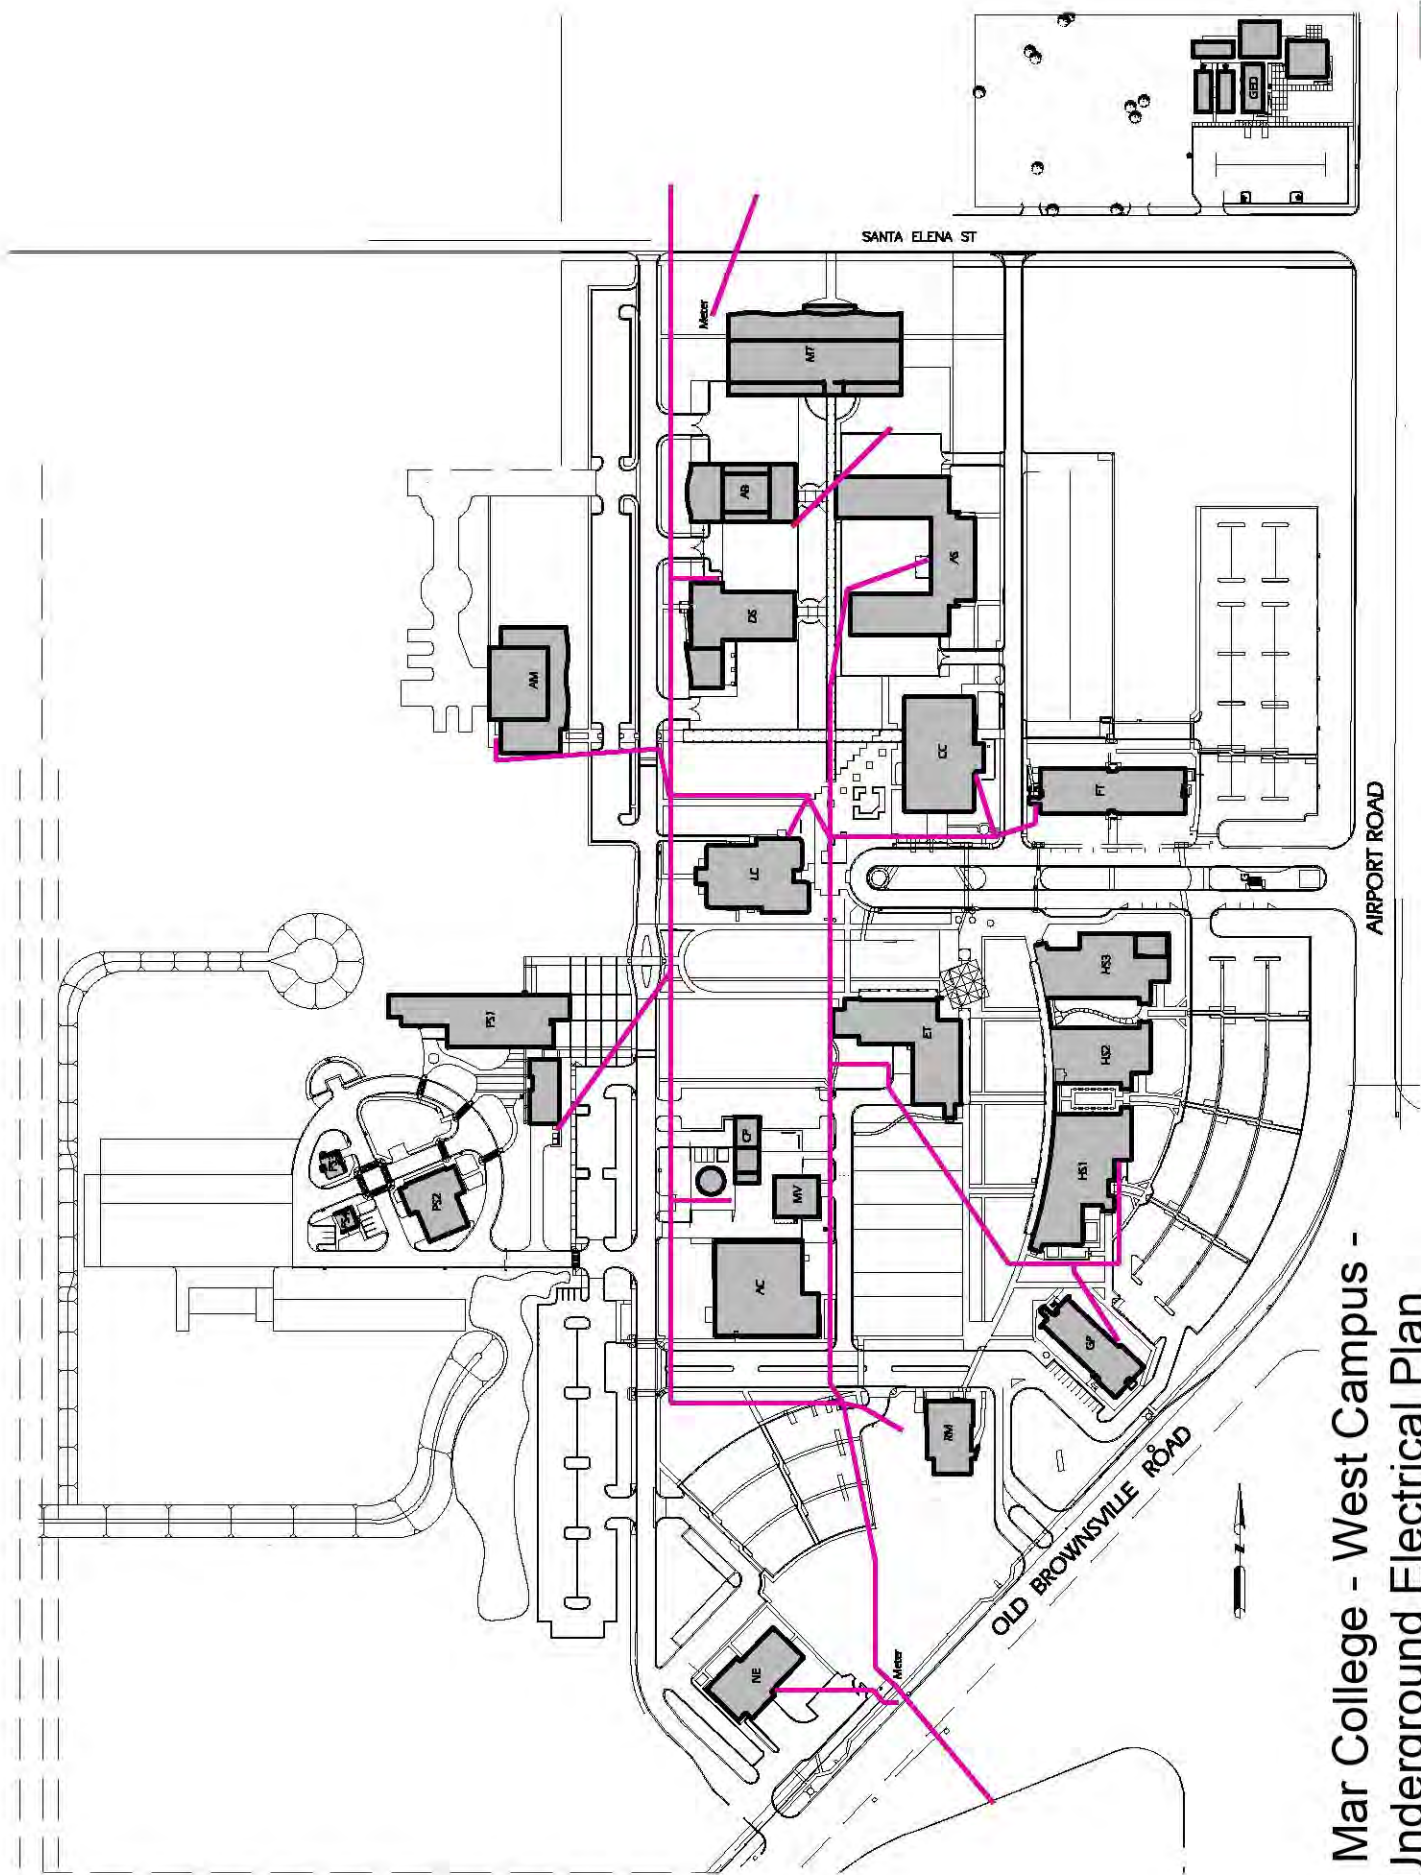 GED
SANTA ELENA ST
Meter
MT
AB
AS
DS
AM
CC
FT
LC
AIRPORT ROAD
G
PS1
HS3
ET
HS2
CP
HS1
PS2
MV
AC
GP
RM
OLD BROWNSVILLE ROAD
N
NE
Meter
Mar College - West Campus -
Underground Electrical Plan